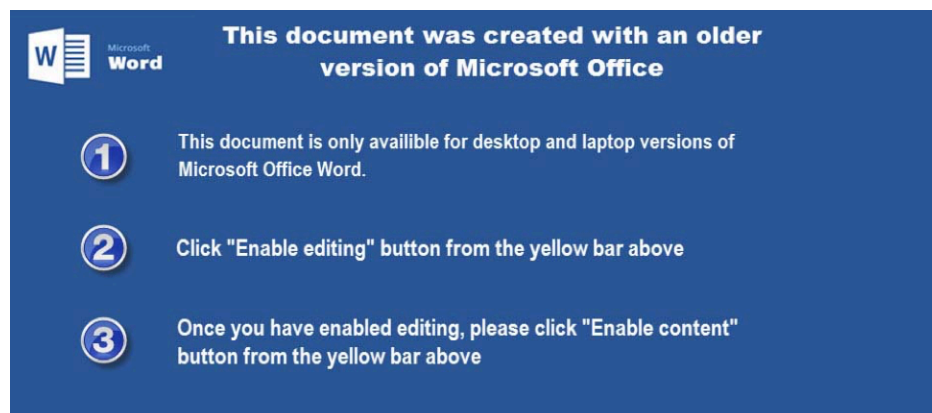 W
Microsoft
Word
This document was created with an older
version of Microsoft Office
1
This document is only availible for desktop and laptop versions of
Microsoft Office Word.
2
Click "Enable editing" button from the yellow bar above
3
Once you have enabled editing, please click "Enable content"
button from the yellow bar above